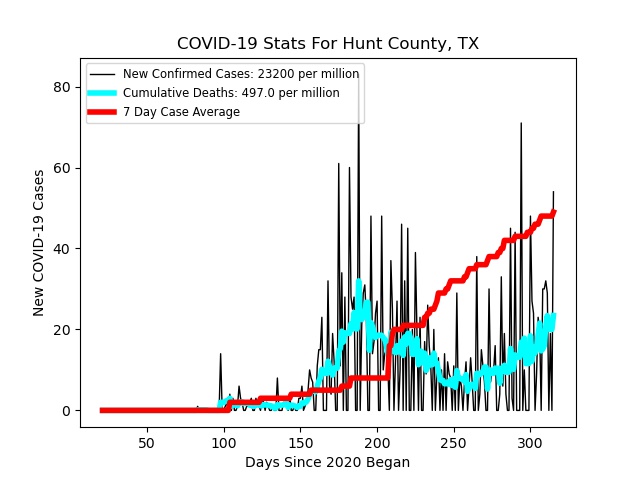 COVID-19 Stats For Hunt County, TX
New Confirmed Cases: 23200 per million
Cumulative Deaths: 497.0 per million
7 Day Case Average
80
60
40
20
0
New COVID-19 Cases
50 100 150 200 250 300
Days Since 2020 Began